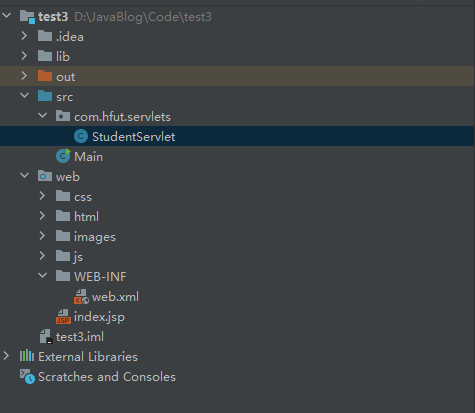 test3 D:\JavaBlog\Code\test3
.idea
lib
out
src
com.hfut.servlets
StudentServlet
Main
web
css
html
images
js
WEB-INF
web.xml
index.jsp
test3.iml
External Libraries
Scratches and Consoles